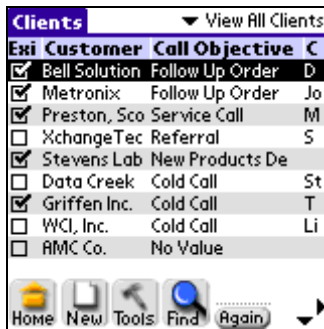 Clients View All Clients
Exi Customer Call Objective C
Bell Solution Follow Up Order D
Metronix Follow Up Order Jo
Preston, Sco Service Call M
XchangeTec Referral S
Stevens Lab New Products De
Data Creek Cold Call St
Griffen Inc. Cold Call T
WCI, Inc. Cold Call Li
AMC Co. No Value
Home New Tools Find Again